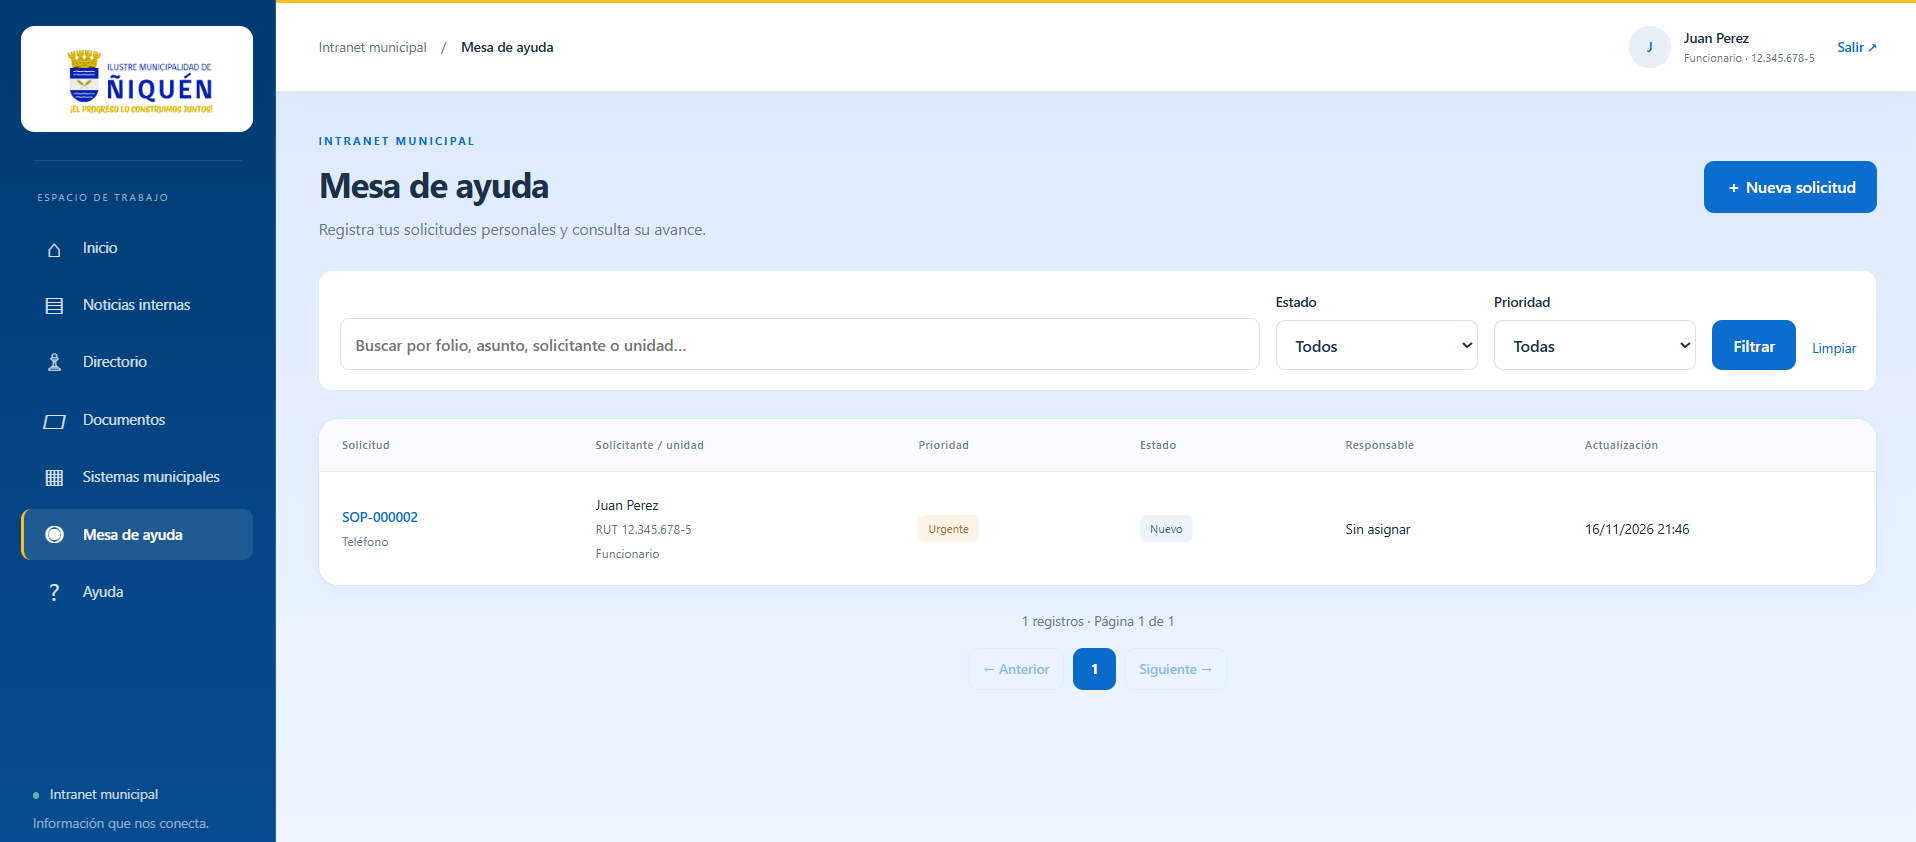 ILUSTRE MUNICIPALIDAD DE
ÑIQUÉN
¡EL PROGRESO LO CONSTRUIMOS JUNTOS!
ESPACIO DE TRABAJO
Inicio
Noticias internas
Directorio
Documentos
Sistemas municipales
Mesa de ayuda
? Ayuda
Intranet municipal
Información que nos conecta.
Intranet municipal / Mesa de ayuda
J
Juan Perez
Funcionario · 12.345.678-5
Salir ↗
INTRANET MUNICIPAL
Mesa de ayuda
Registra tus solicitudes personales y consulta su avance.
+ Nueva solicitud
Buscar por folio, asunto, solicitante o unidad...
Estado
Todos
Prioridad
Todas
Filtrar
Limpiar
Solicitud Solicitante / unidad Prioridad Estado Responsable Actualización
SOP-000002
Teléfono
Juan Perez
RUT 12.345.678-5
Funcionario
Urgente
Nuevo
Sin asignar
16/11/2026 21:46
1 registros · Página 1 de 1
← Anterior 1 Siguiente →